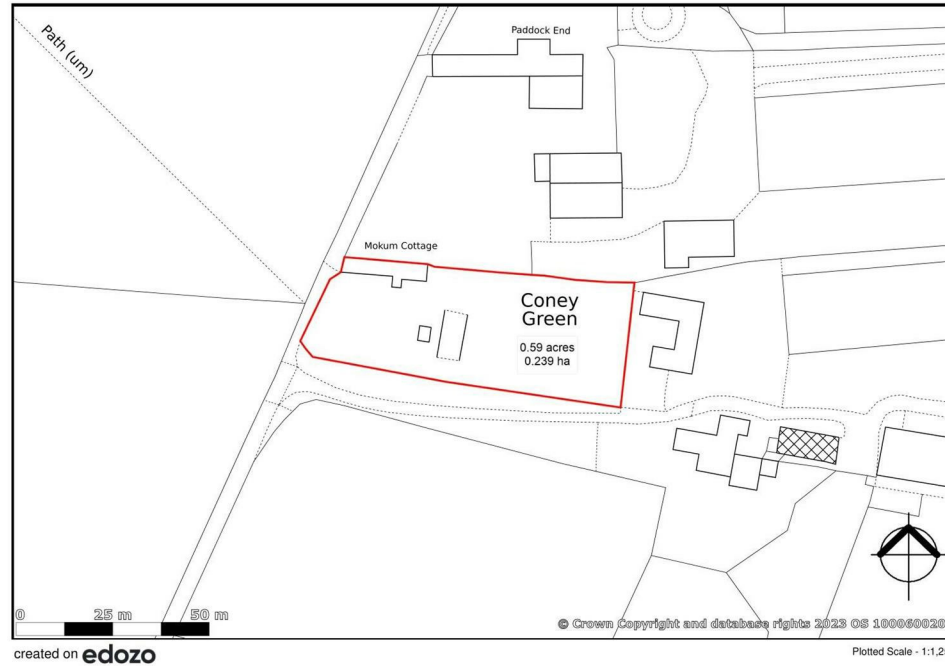 Path (um)
Paddock End
Mokum Cottage
Coney
Green
0.59 acres
0.239 ha
0 25 m 50 m
© Crown Copyright and database rights 2023 OS 100060020
created on edozo
Plotted Scale - 1:1,25